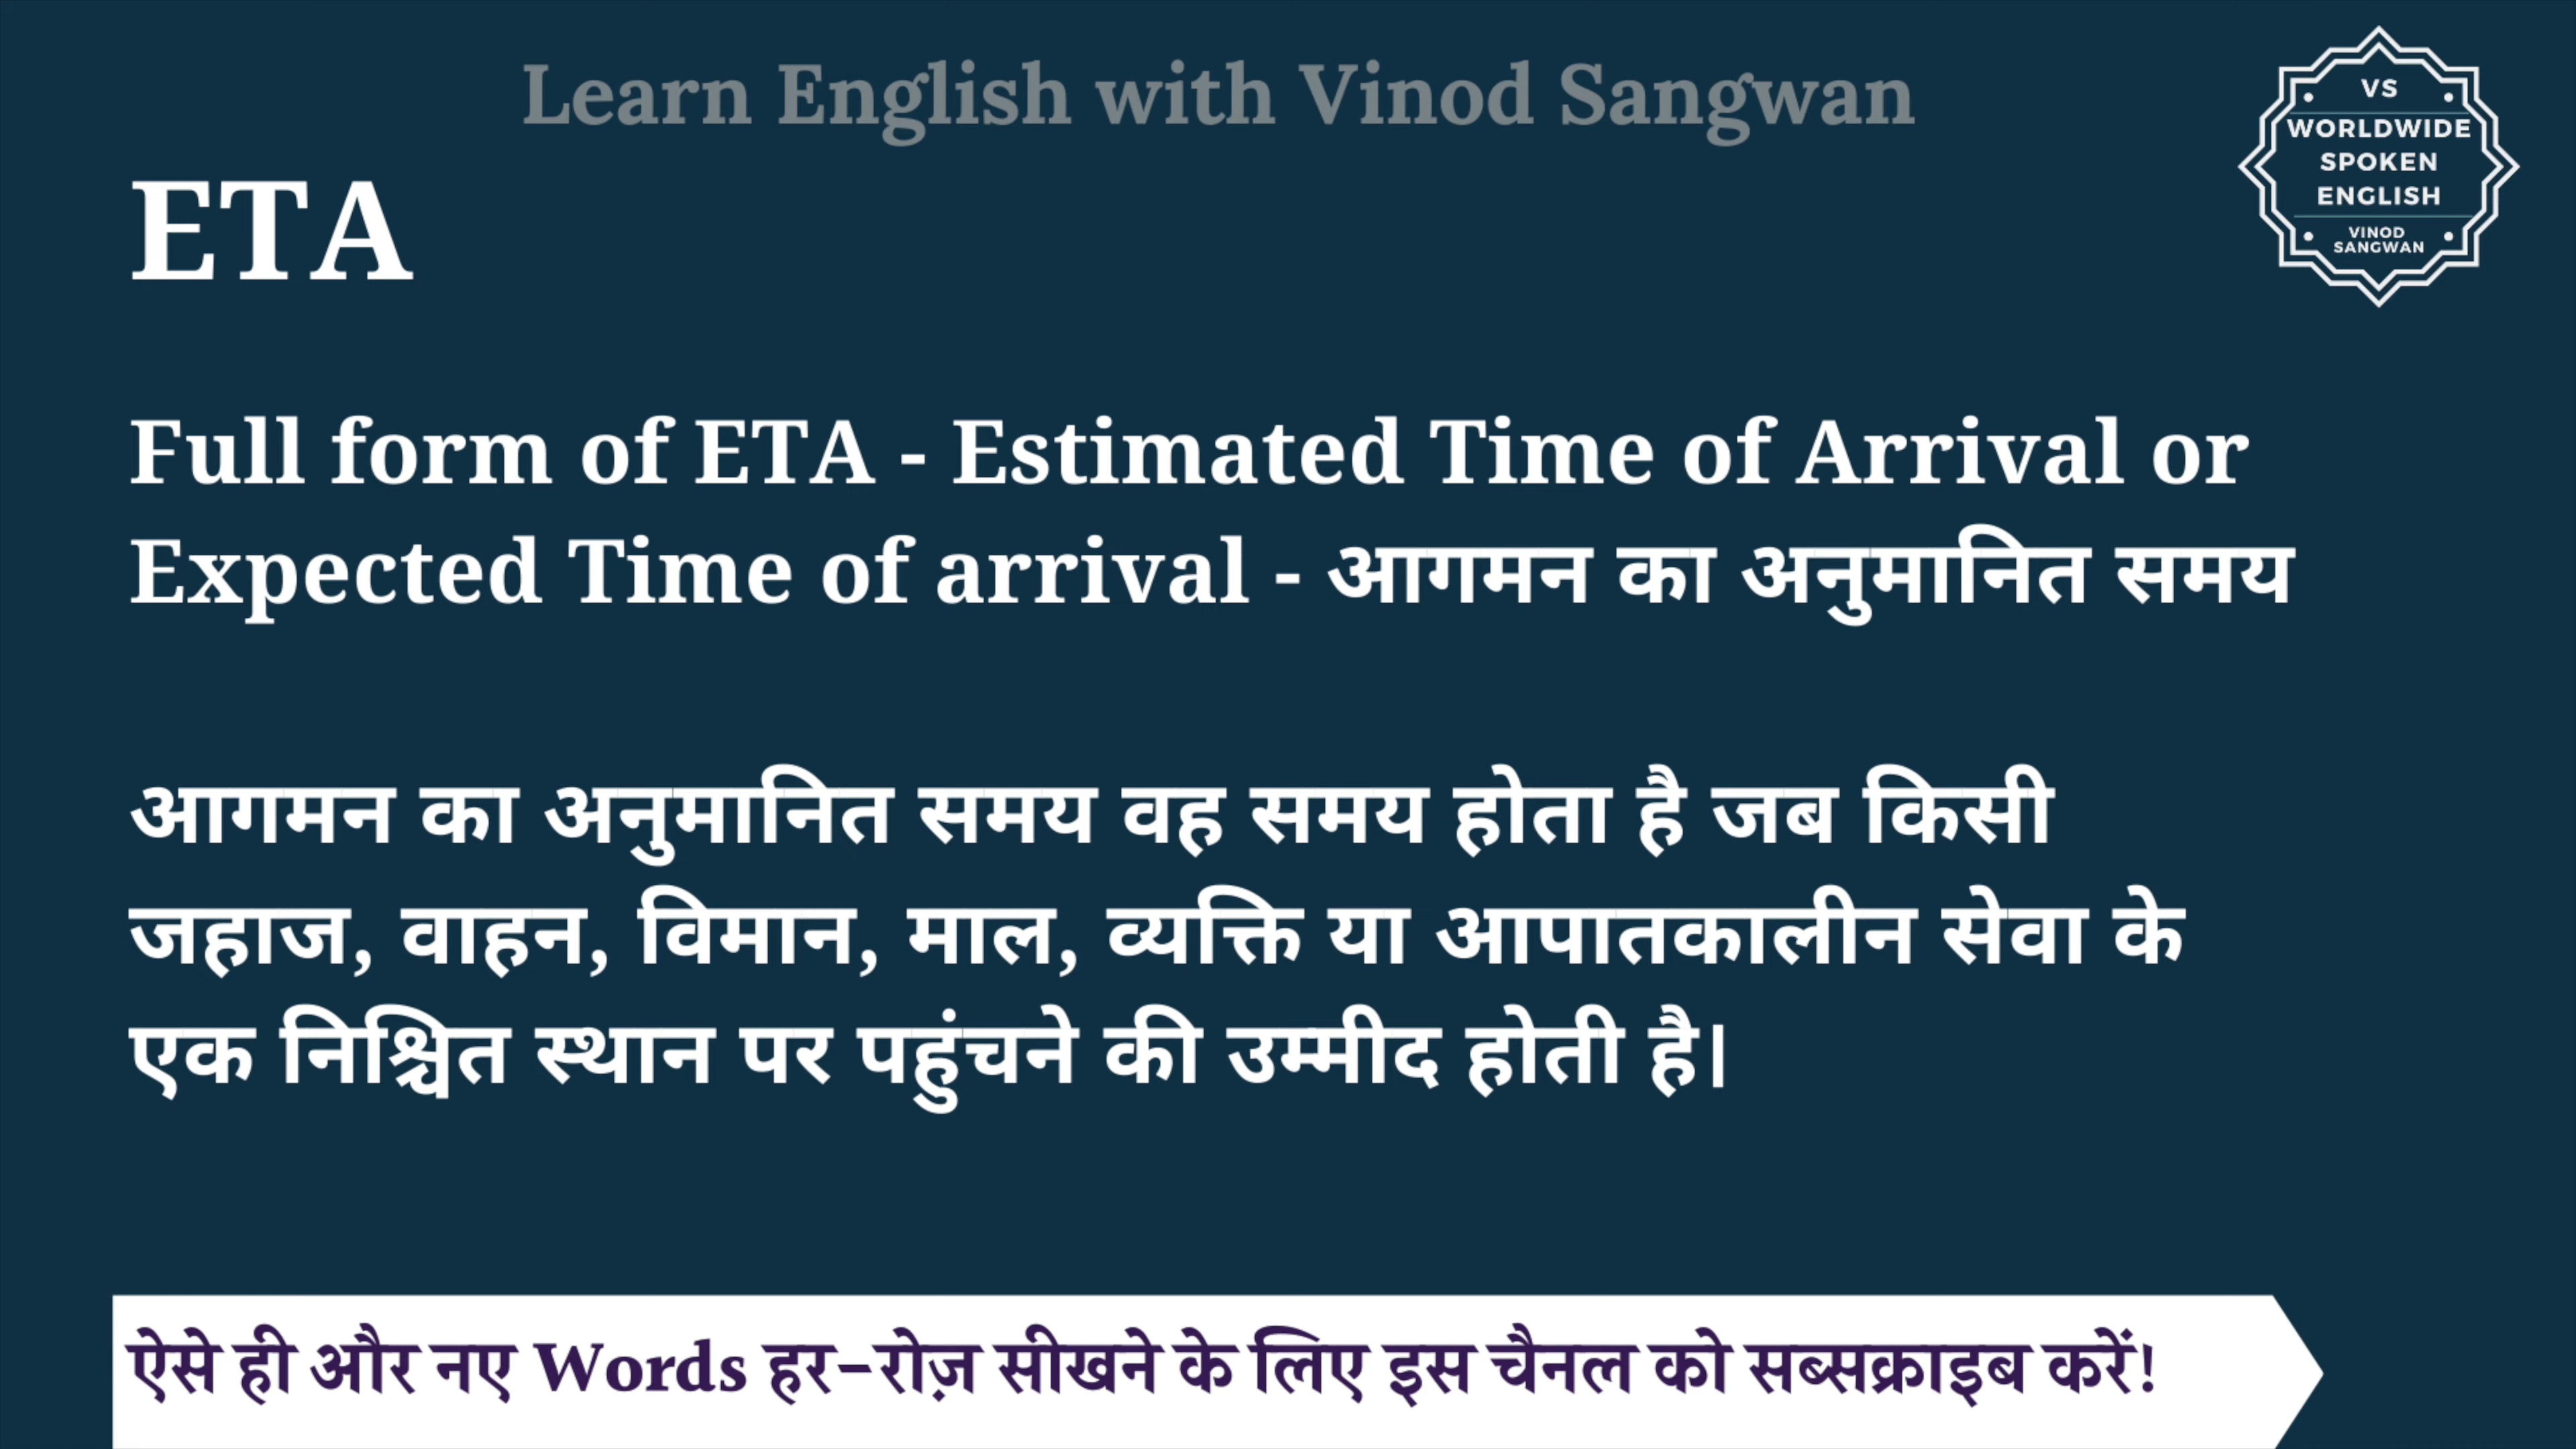 Learn English with Vinod Sangwan
VS
WORLDWIDE
SPOKEN
ENGLISH
VINOD
SANGWAN
ETA
Full form of ETA - Estimated Time of Arrival or
Expected Time of arrival - आगमन का अनुमानित समय
आगमन का अनुमानित समय वह समय होता है जब किसी
जहाज, वाहन, विमान, माल, व्यक्ति या आपातकालीन सेवा के
एक निश्चित स्थान पर पहुंचने की उम्मीद होती है।
ऐसे ही और नए Words हर-रोज़ सीखने के लिए इस चैनल को सब्सक्राइब करें!